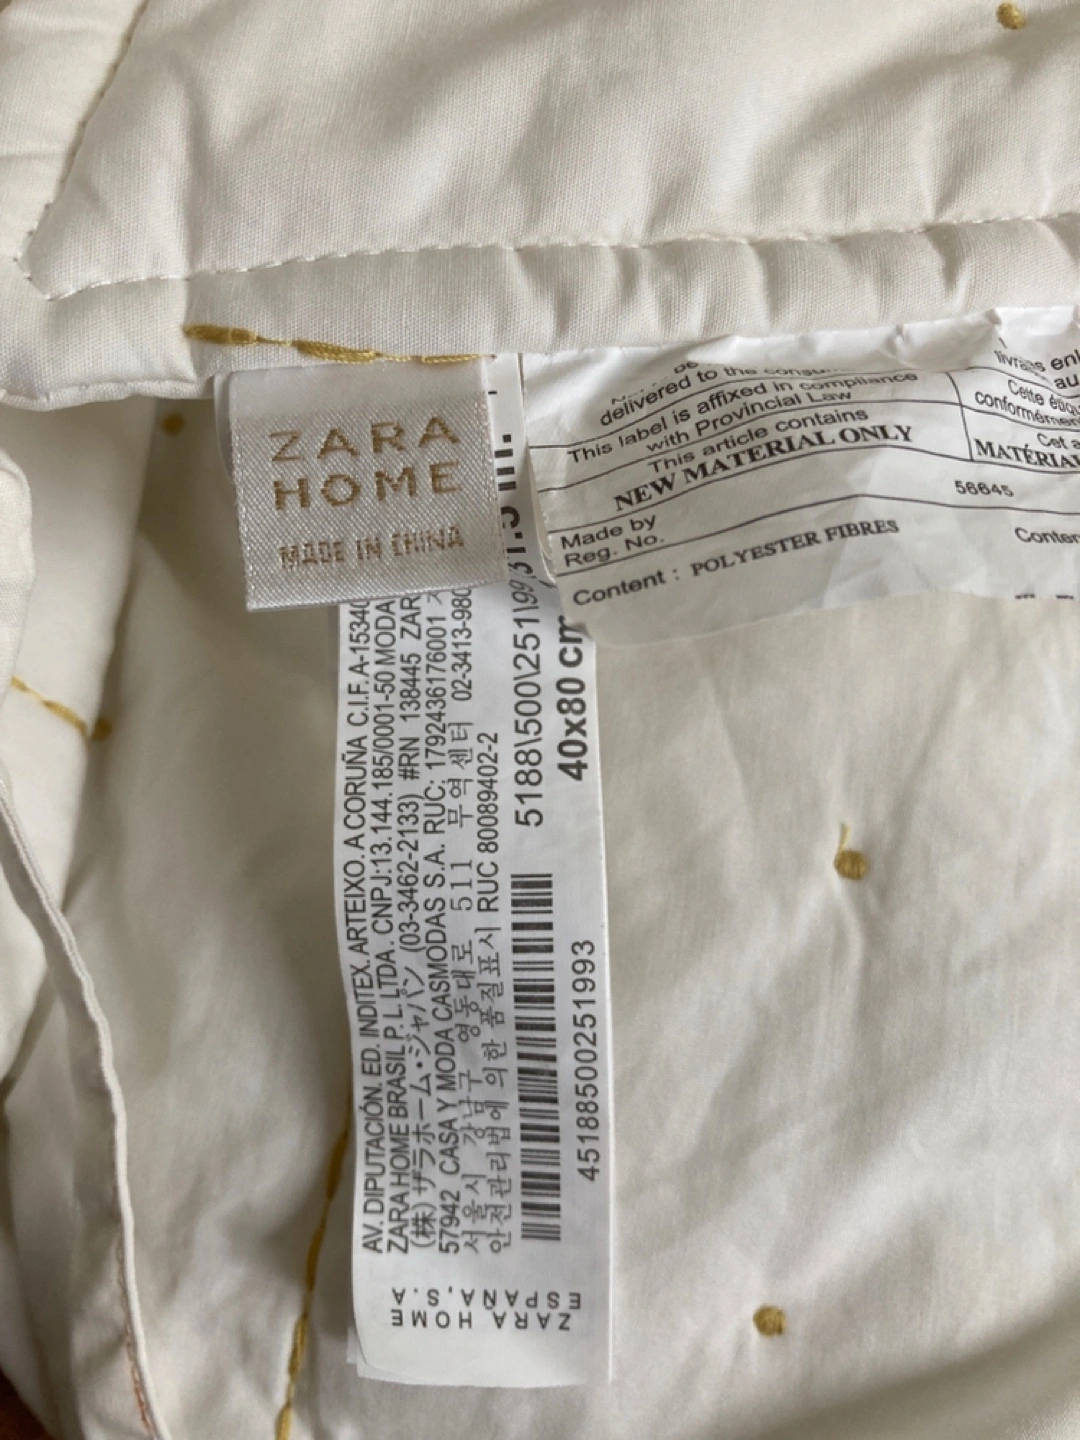 ZARA
HOME
MADE IN CHINA
delivered to the
This label is affixed in compliance
with Provincial Law
This article contains
NEW MATERIAL ONLY
Made by
Reg. No.
56645
Content : POLYESTER FIBRES
livraison
au
Cette
Cet
AV. DIPUTACIÓN. ED. INDITEX. ARTEIXO. A CORUÑA C.I.F. A-15340
ZARA HOME BRASIL P. L. LTDA. CNPJ:13.144.185/0001-50 MODA
(株) ザラホーム・ジャパン (03-3462-2133) #RN 138445 ZAR
57942 CASA Y MODA CASMODAS S.A. RUC: 1792436176001
서울시 강남구 영동대로 511 무역센터 02-3413-980
안전관리법에 의한 품질표시 RUC 80089402-2
5188\500\251\99
40x80 cm
31.5 in.
45188500251993
ZARA HOME
ESPAÑA, S.A